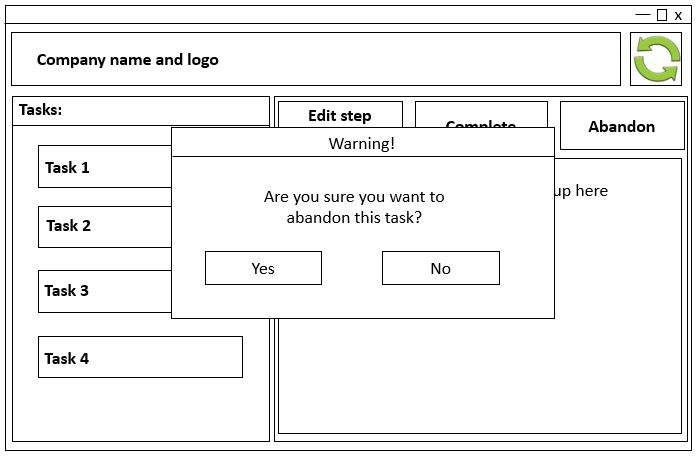 — □ x
Company name and logo
Tasks:
Edit step
Complete
Abandon
Warning!
Task 1
up here
Are you sure you want to
abandon this task?
Task 2
Yes
No
Task 3
Task 4